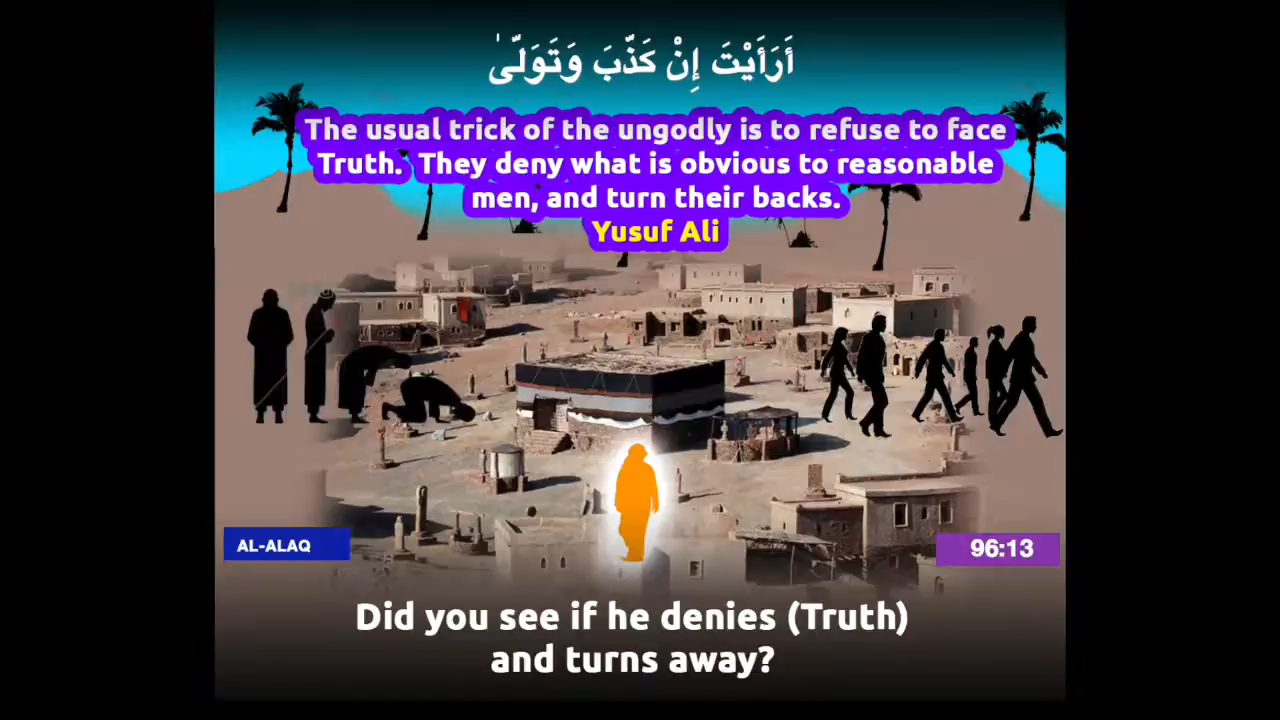 أَرَأَيْتَ إِنْ كَذَّبَ وَتَوَلَّىٰ
The usual trick of the ungodly is to refuse to face
Truth. They deny what is obvious to reasonable
men, and turn their backs.
Yusuf Ali
AL-ALAQ
96:13
Did you see if he denies (Truth)
and turns away?